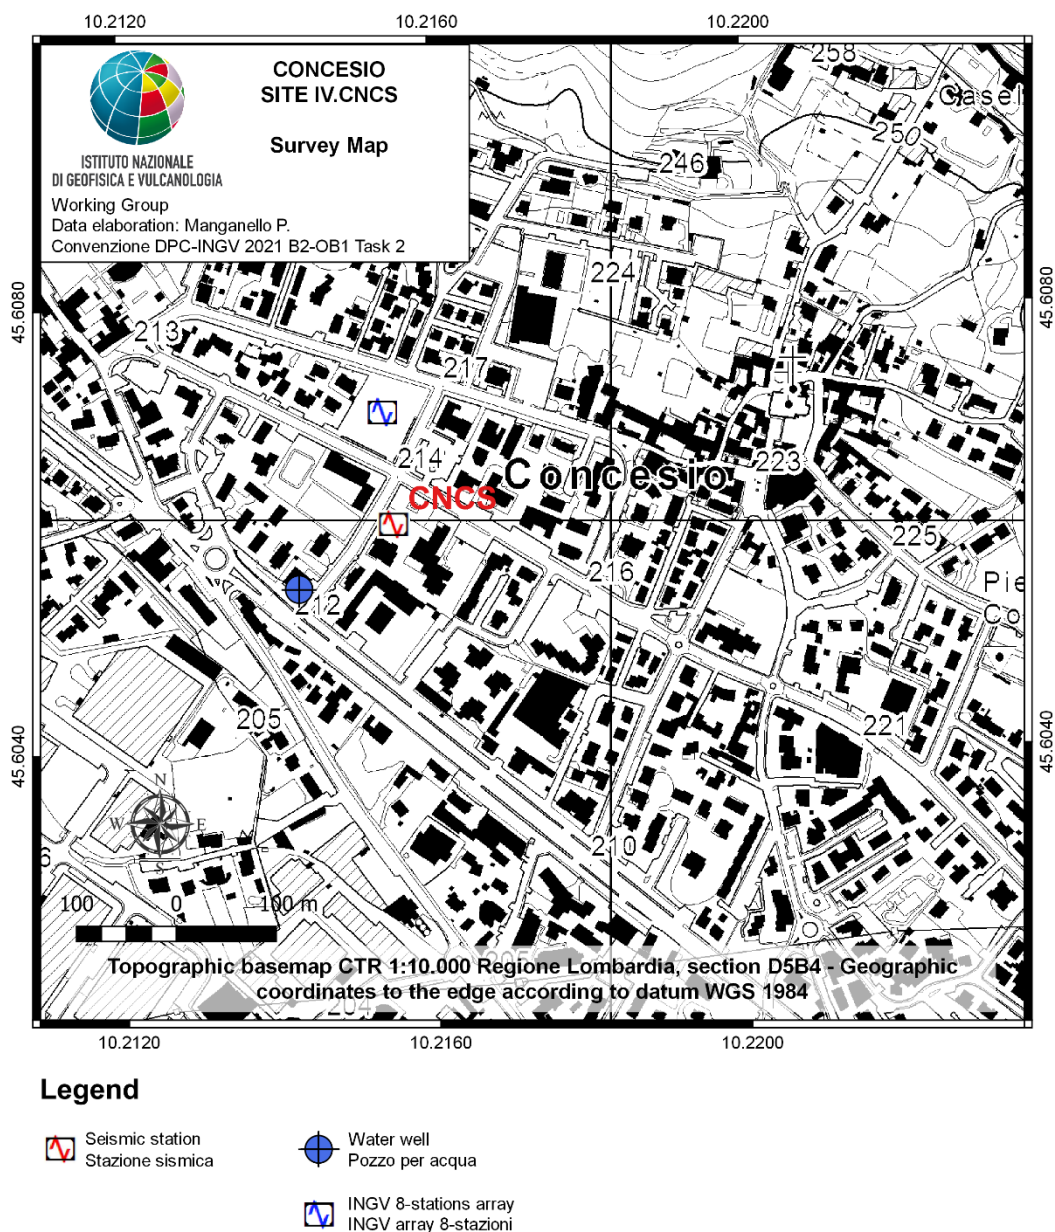 10.2120 10.2160 10.2200
CONCESIO
SITE IV.CNCS
Survey Map
ISTITUTO NAZIONALE
DI GEOFISICA E VULCANOLOGIA
Working Group
Data elaboration: Manganello P.
Convenzione DPC-INGV 2021 B2-OB1 Task 2
258
250
246
224
45.6080
45.6080
213
217
214
Concesio
223
CNCS
225
216
212
Pie
205
221
45.6040
45.6040
N
W E
S
210
6
100 0 100 m
205
Topographic basemap CTR 1:10.000 Regione Lombardia, section D5B4 - Geographic
coordinates to the edge according to datum WGS 1984
204
10.2120 10.2160 10.2200
Legend
Seismic station
Stazione sismica
Water well
Pozzo per acqua
INGV 8-stations array
INGV array 8-stazioni